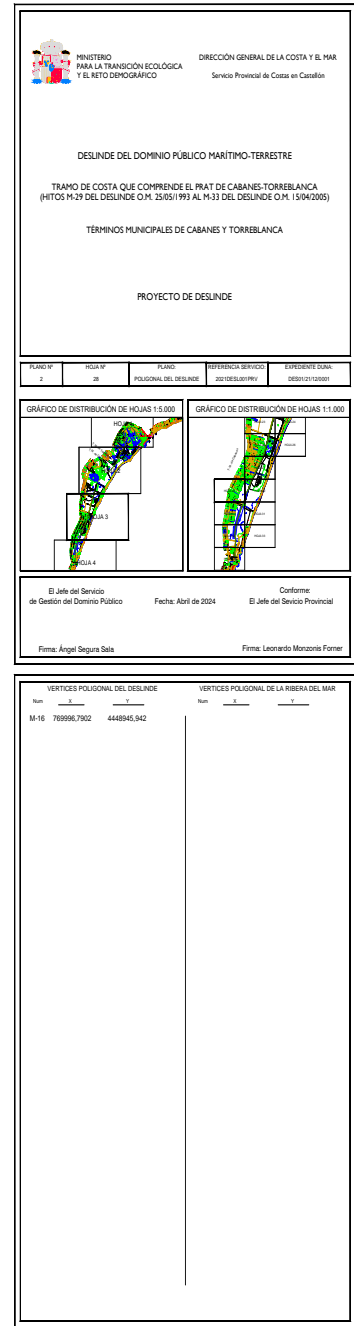 MINISTERIO
PARA LA TRANSICIÓN ECOLÓGICA
Y EL RETO DEMOGRÁFICO
DIRECCIÓN GENERAL DE LA COSTA Y EL MAR
Servicio Provincial de Costas en Castellón
DESLINDE DEL DOMINIO PÚBLICO MARÍTIMO-TERRESTRE
TRAMO DE COSTA QUE COMPRENDE EL PRAT DE CABANES-TORREBLANCA
(HITOS M-29 DEL DESLINDE O.M. 25/05/1993 AL M-33 DEL DESLINDE O.M. 15/04/2005)
TÉRMINOS MUNICIPALES DE CABANES Y TORREBLANCA
PROYECTO DE DESLINDE
PLANO Nº HOJA Nº PLANO: REFERENCIA SERVICIO: EXPEDIENTE DUNA:
2 28 POLIGONAL DEL DESLINDE 2021DESL001PRV DES01/21/12/0001
GRÁFICO DE DISTRIBUCIÓN DE HOJAS 1:5.000
GRÁFICO DE DISTRIBUCIÓN DE HOJAS 1:1.000
HOJA 3
HOJA 4
El Jefe del Servicio
de Gestión del Dominio Público
Fecha: Abril de 2024
Conforme:
El Jefe del Sevicio Provincial
Firma: Ángel Segura Sala
Firma: Leonardo Monzonis Forner
VERTICES POLIGONAL DEL DESLINDE
Num X Y
M-16 769996,7902 4448945,942
VERTICES POLIGONAL DE LA RIBERA DEL MAR
Num X Y